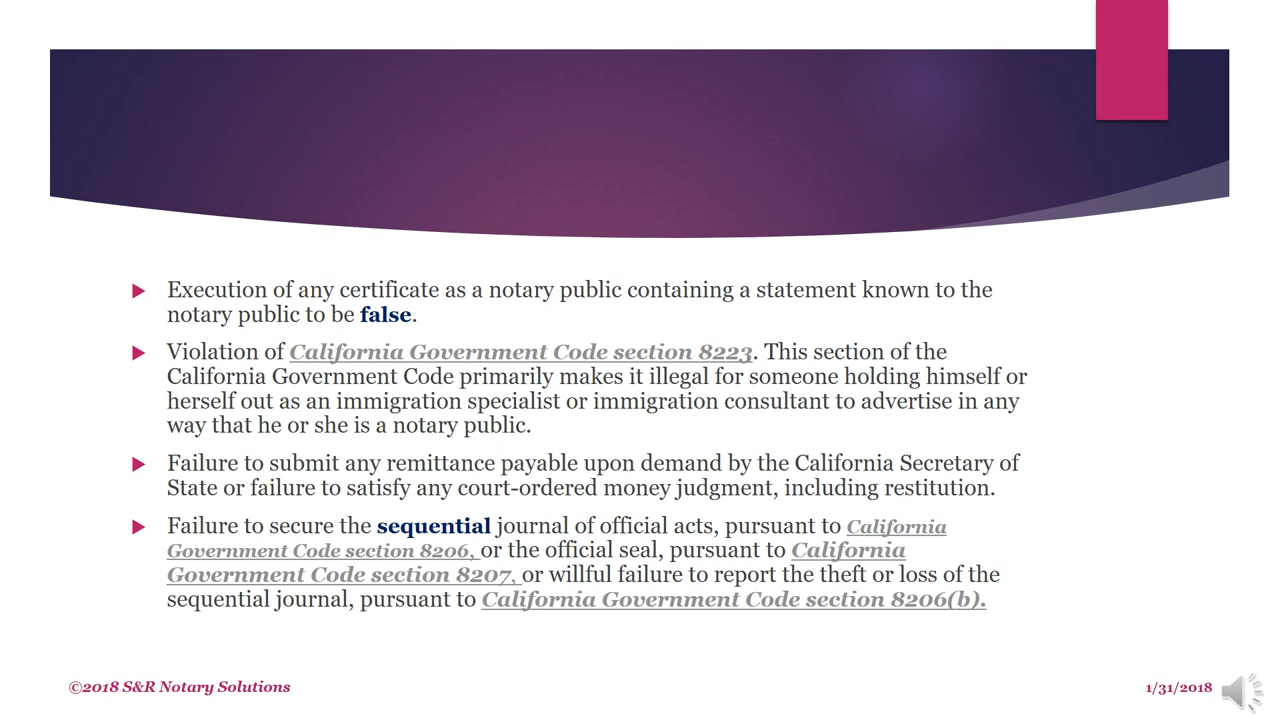 Execution of any certificate as a notary public containing a statement known to the
notary public to be false.
Violation of California Government Code section 8223. This section of the
California Government Code primarily makes it illegal for someone holding himself or
herself out as an immigration specialist or immigration consultant to advertise in any
way that he or she is a notary public.
Failure to submit any remittance payable upon demand by the California Secretary of
State or failure to satisfy any court-ordered money judgment, including restitution.
Failure to secure the sequential journal of official acts, pursuant to California
Government Code section 8206, or the official seal, pursuant to California
Government Code section 8207, or willful failure to report the theft or loss of the
sequential journal, pursuant to California Government Code section 8206(b).
©2018 S&R Notary Solutions
1/31/2018